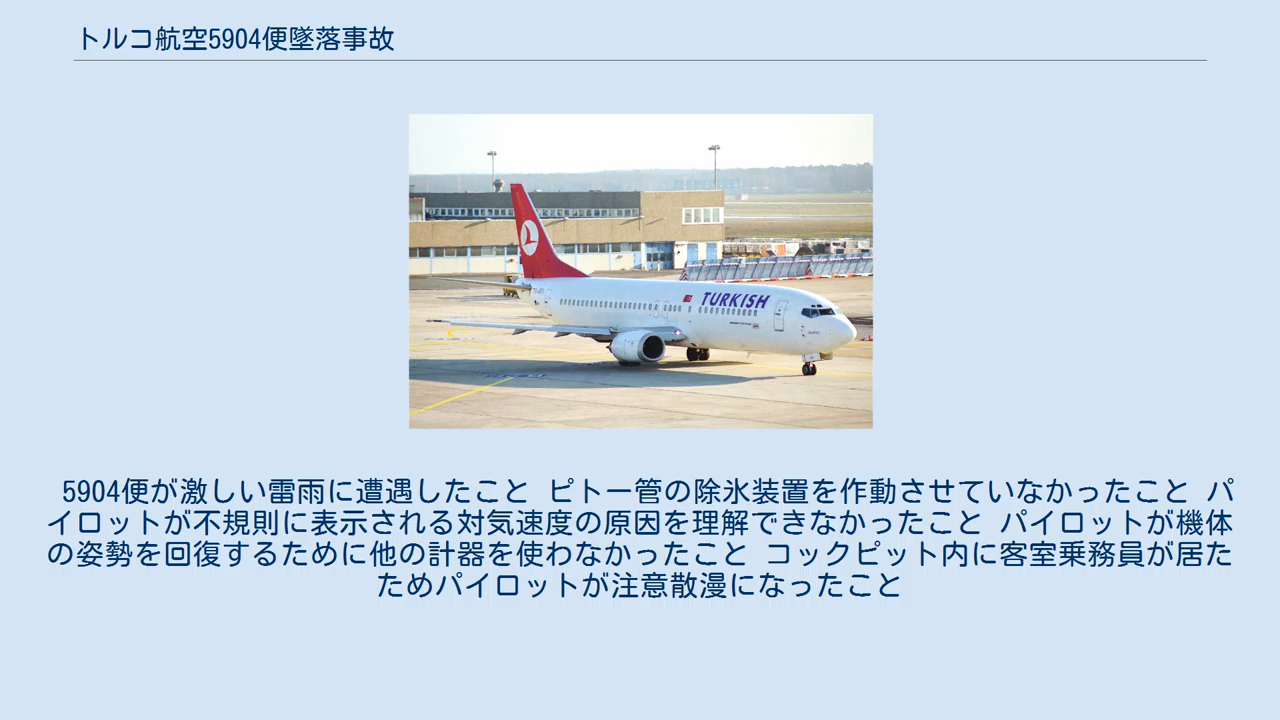 トルコ航空5904便墜落事故
TURKISH
5904便が激しい雷雨に遭遇したこと ピトー管の除氷装置を作動させていなかったこと パ
イロットが不規則に表示される対気速度の原因を理解できなかったこと パイロットが機体
の姿勢を回復するために他の計器を使わなかったこと コックピット内に客室乗務員が居た
ためパイロットが注意散漫になったこと